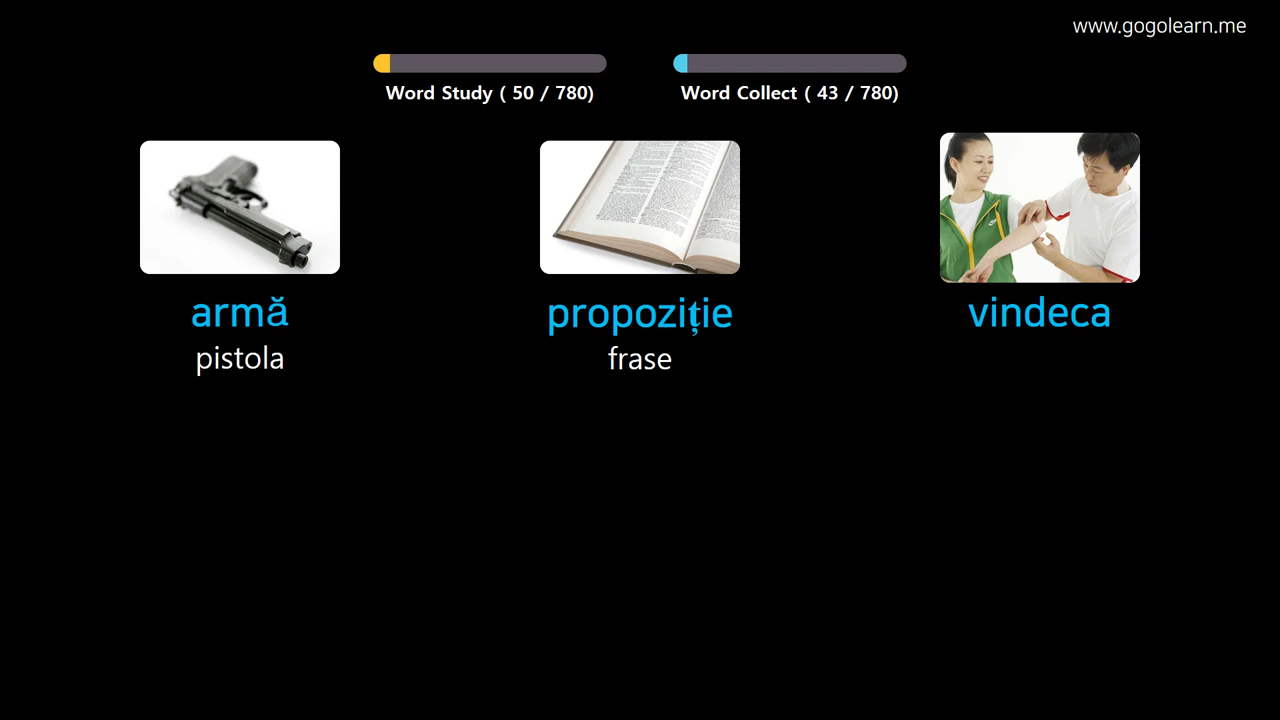 www.gogolearn.me
Word Study ( 50 / 780)
Word Collect ( 43 / 780)
armă
propoziție
vindeca
pistola
frase